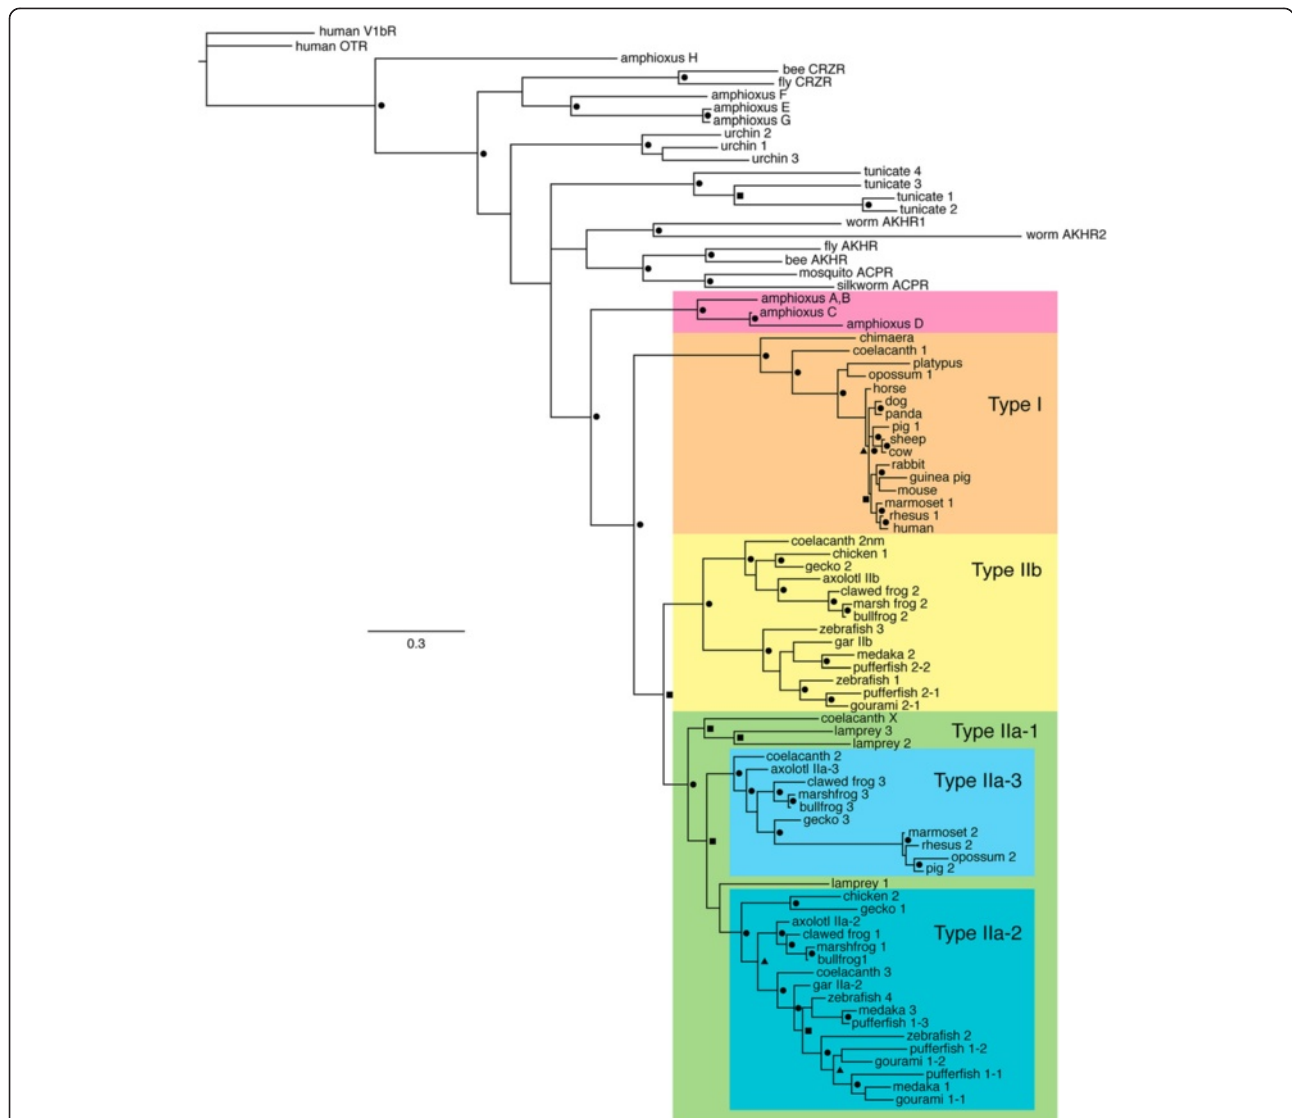 human V1bR
human OTR
amphioxus H
bee CRZR
fly CRZR
amphioxus F
amphioxus E
amphioxus G
urchin 2
urchin 1
urchin 3
tunicate 4
tunicate 3
tunicate 1
tunicate 2
worm AKHR1
worm AKHR2
fly AKHR
bee AKHR
mosquito ACPR
silkworm ACPR
amphioxus A,B
amphioxus C
amphioxus D
chimaera
coelacanth 1
platypus
opossum 1
horse
dog
Type I
panda
pig 1
sheep
cow
rabbit
guinea pig
mouse
marmoset 1
rhesus 1
human
coelacanth 2nm
chicken 1
gecko 2
Type IIb
axolotl IIb
clawed frog 2
marsh frog 2
bullfrog 2
zebrafish 3
gar IIb
0.3
medaka 2
pufferfish 2-2
zebrafish 1
pufferfish 2-1
gourami 2-1
coelacanth X
lamprey 3
Type IIa-1
lamprey 2
coelacanth 2
axolotl IIa-3
clawed frog 3
Type IIa-3
marshfrog 3
bullfrog 3
gecko 3
marmoset 2
rhesus 2
opossum 2
pig 2
lamprey 1
chicken 2
gecko 1
axolotl IIa-2
clawed frog 1
Type IIa-2
marshfrog 1
bullfrog1
coelacanth 3
gar IIa-2
zebrafish 4
medaka 3
pufferfish 1-3
zebrafish 2
pufferfish 1-2
gourami 1-2
pufferfish 1-1
medaka 1
gourami 1-1